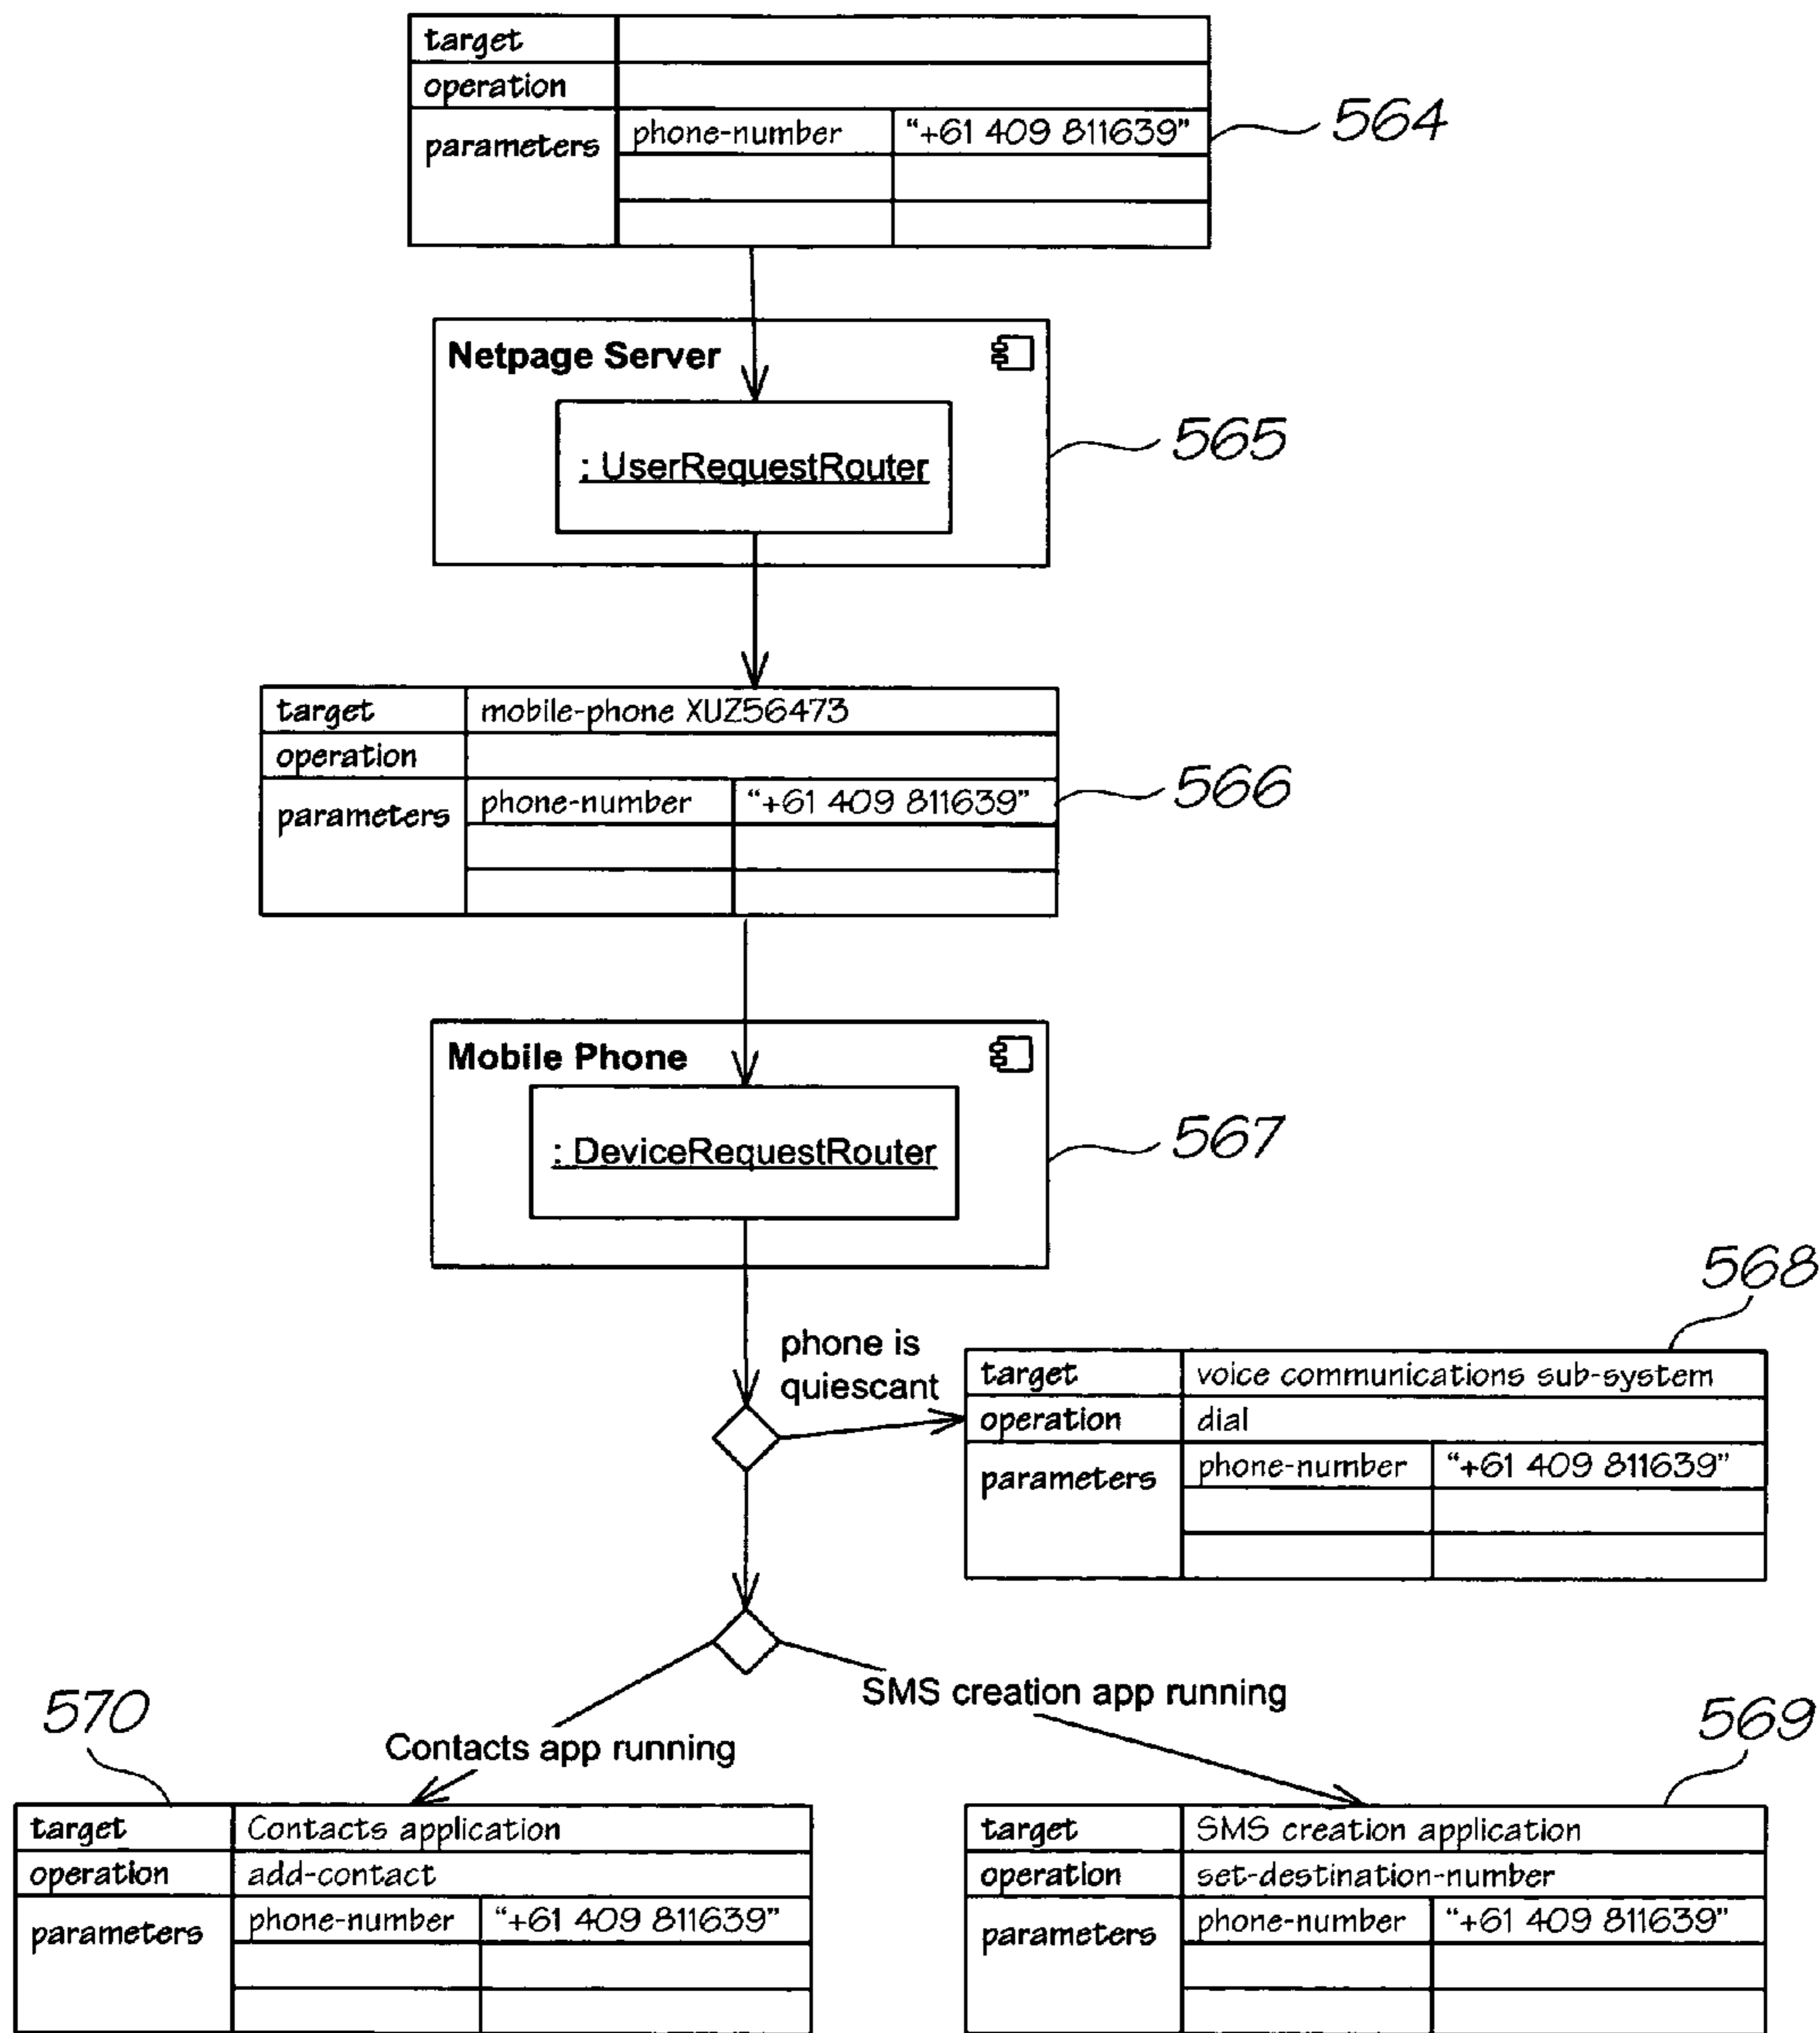 target
operation
parameters phone-number “+61 409 811639”
564
Netpage Server
: UserRequestRouter
565
target mobile-phone XUZ56473
operation
parameters phone-number “+61 409 811639”
566
Mobile Phone
: DeviceRequestRouter
567
568
phone is
quiescant
target voice communications sub-system
operation dial
parameters phone-number “+61 409 811639”
SMS creation app running
Contacts app running
570
target Contacts application
operation add-contact
parameters phone-number “+61 409 811639”
569
target SMS creation application
operation set-destination-number
parameters phone-number “+61 409 811639”